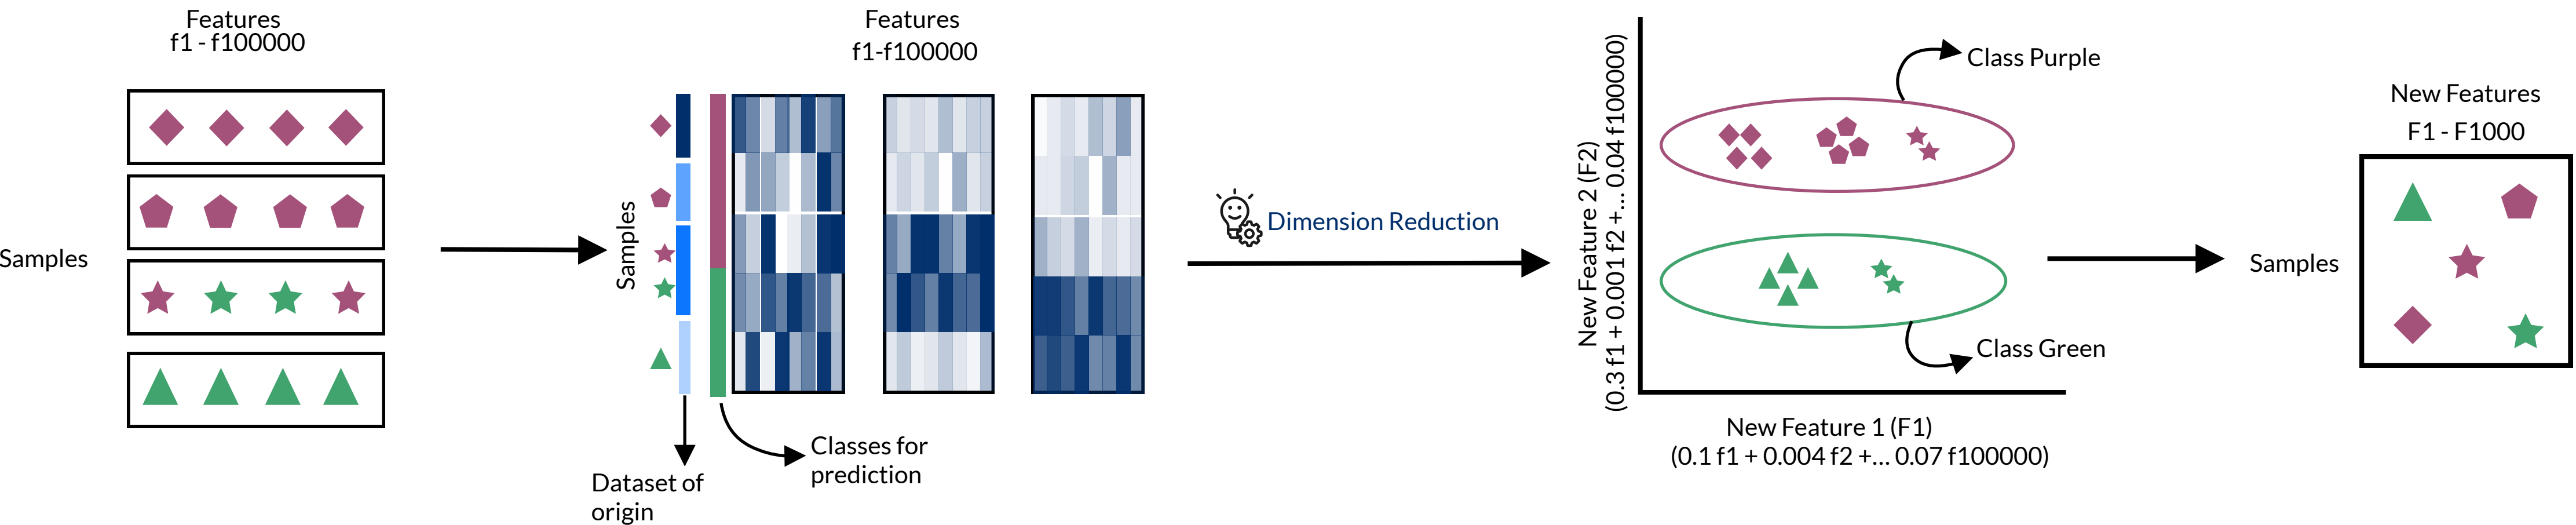 Features
f1 - f100000
Samples
Features
f1-f100000
Samples
Dataset of
origin
Classes for
prediction
Dimension Reduction
New Feature 2 (F2)
(0.3 f1 + 0.001 f2 +... 0.04 f100000)
Class Purple
Class Green
New Feature 1 (F1)
(0.1 f1 + 0.004 f2 +... 0.07 f100000)
Samples
New Features
F1 - F1000